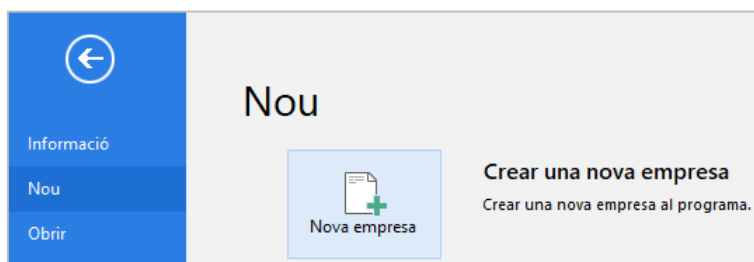 Nou
Informació
Nou
Obrir
Nova empresa
Crear una nova empresa
Crear una nova empresa al programa.